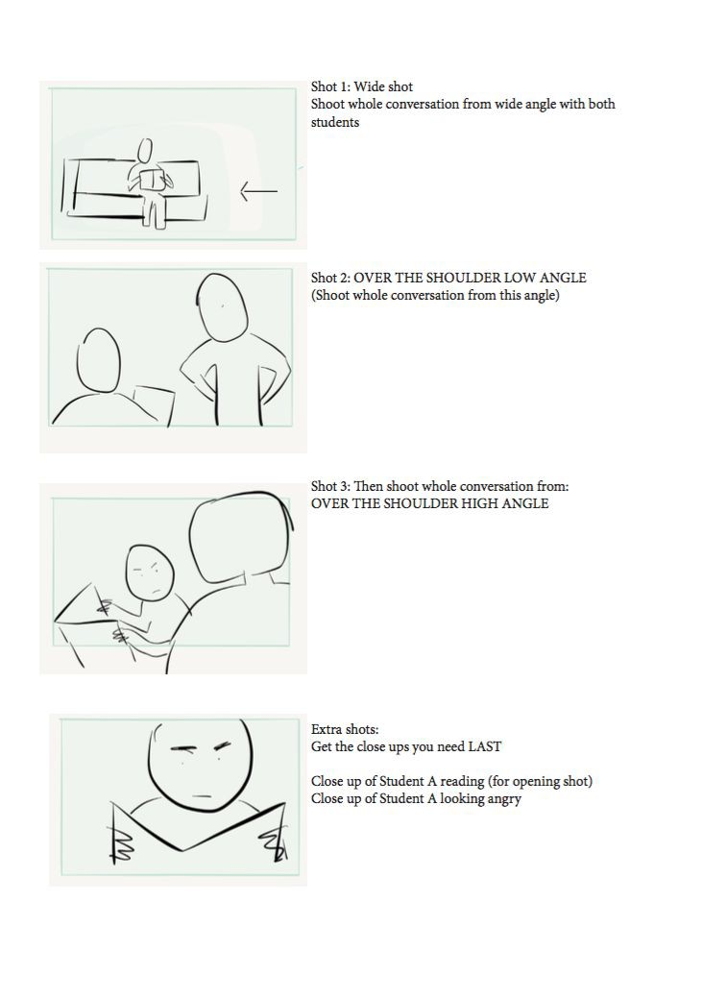 Shot 1: Wide shot
Shoot whole conversation from wide angle with both
students
Shot 2: OVER THE SHOULDER LOW ANGLE
(Shoot whole conversation from this angle)
Shot 3: Then shoot whole conversation from:
OVER THE SHOULDER HIGH ANGLE
Extra shots:
Get the close ups you need LAST
Close up of Student A reading (for opening shot)
Close up of Student A looking angry